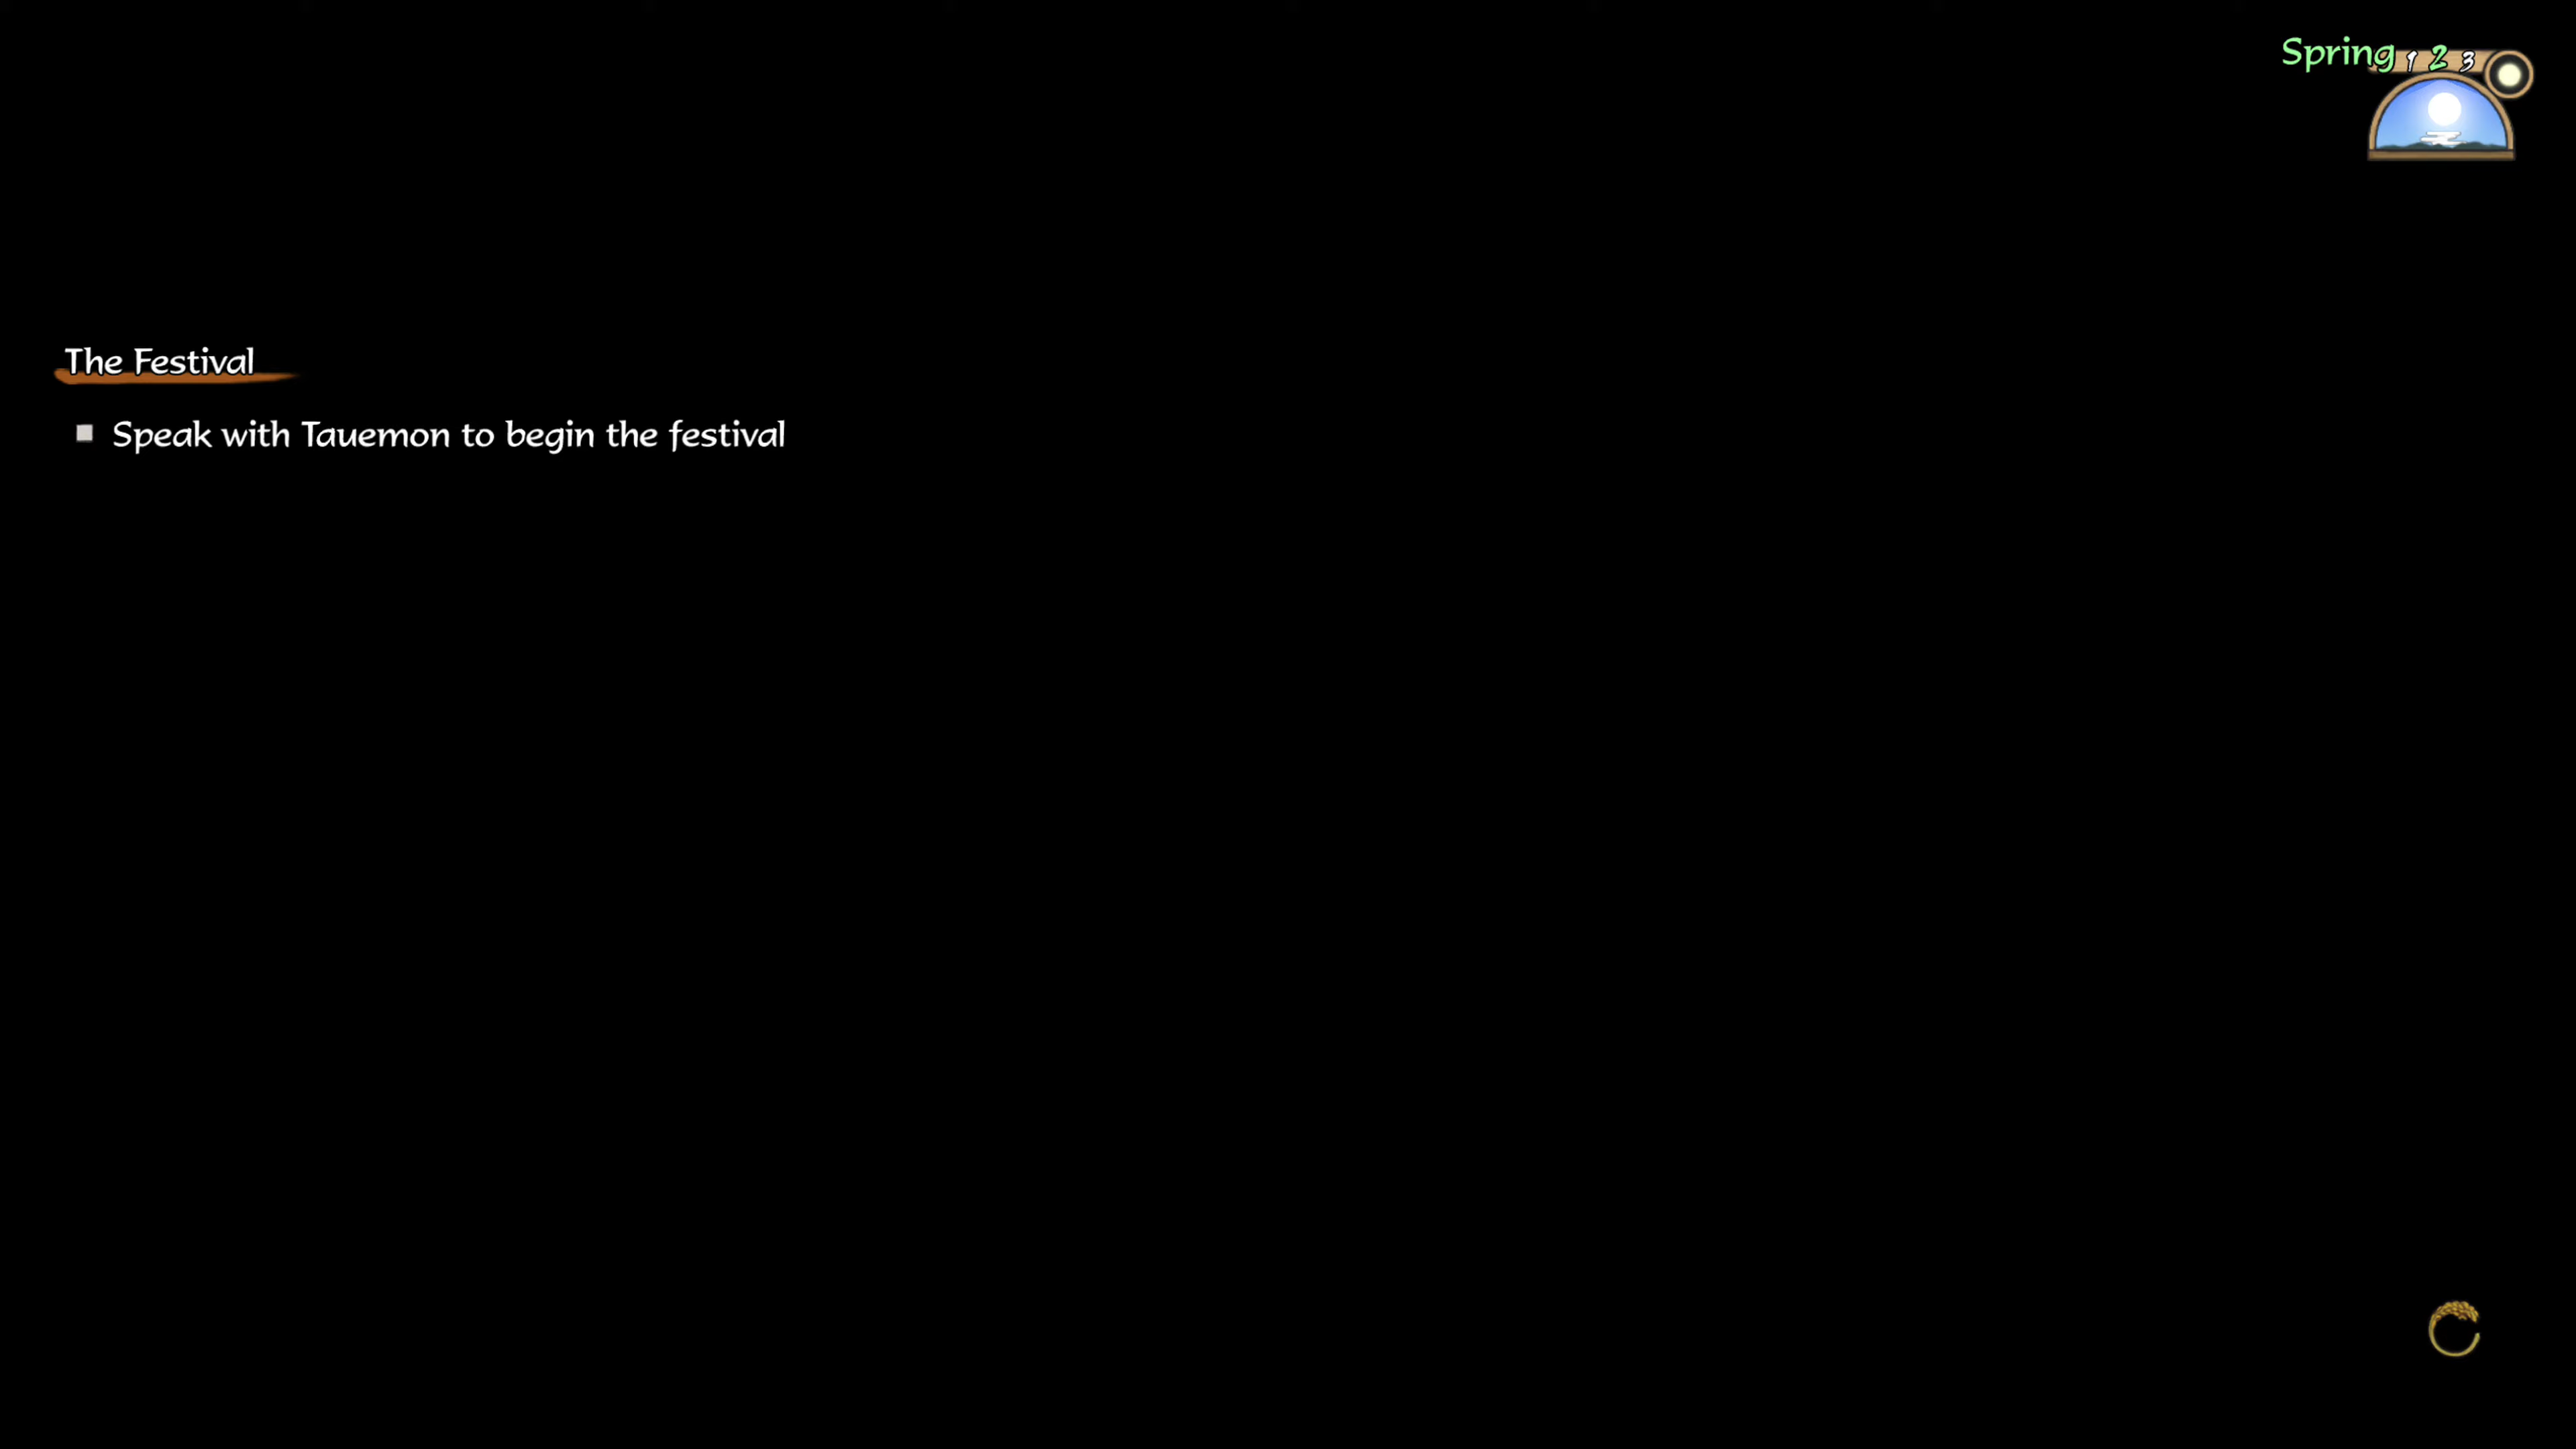 Spring 1 2 3
The Festival
Speak with Tauemon to begin the festival